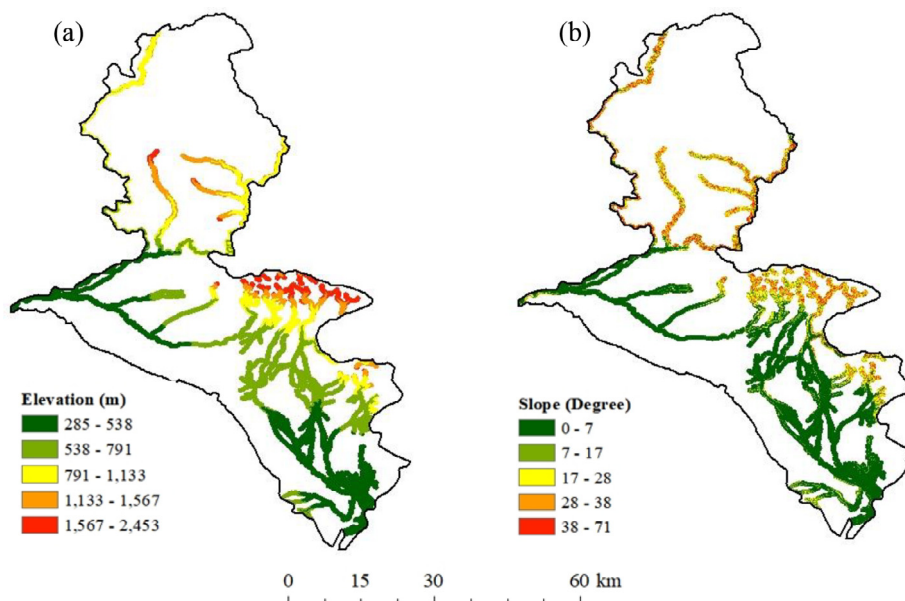 (a)
(b)
Elevation (m)
285 - 538
538 - 791
791 - 1,133
1,133 - 1,567
1,567 - 2,453
Slope (Degree)
0 - 7
7 - 17
17 - 28
28 - 38
38 - 71
0 15 30 60 km